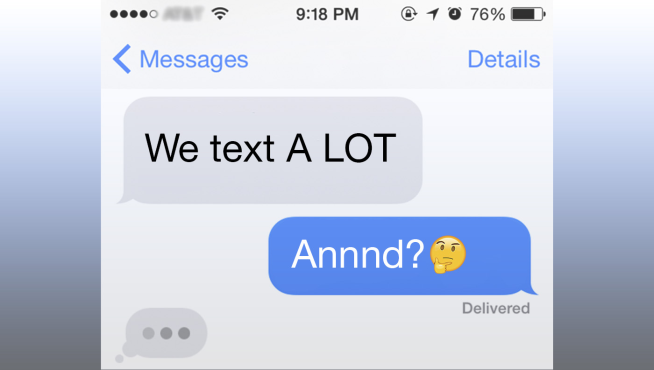 9:18 PM 76%
Messages Details
We text A LOT
Annnd?🤔
Delivered